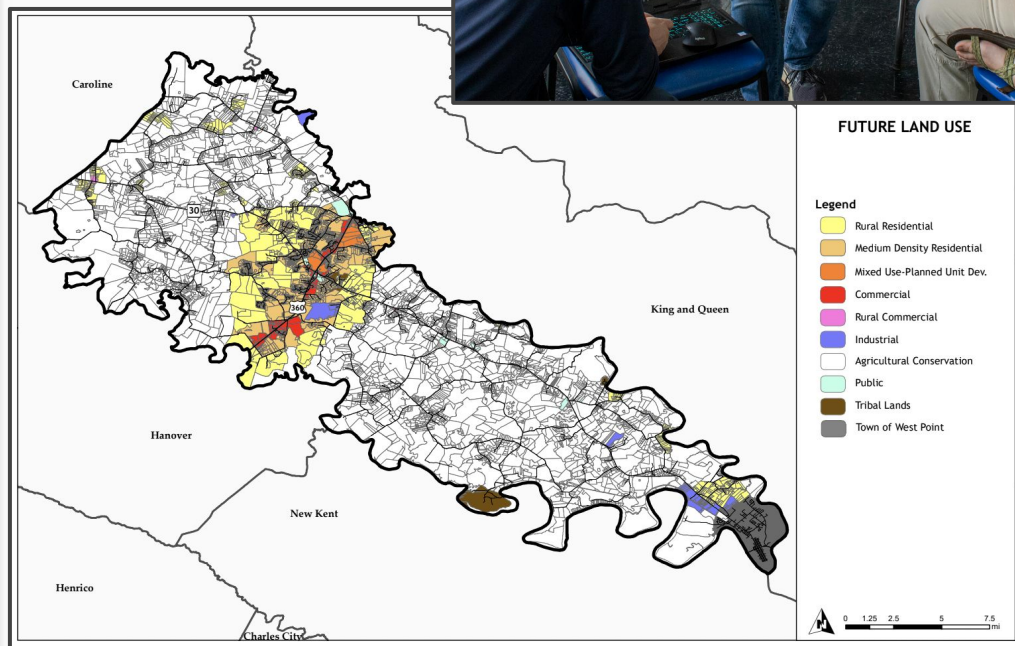 Caroline
30
360
King and Queen
Hanover
New Kent
Henrico
Charles City
FUTURE LAND USE
Legend
Rural Residential
Medium Density Residential
Mixed Use-Planned Unit Dev.
Commercial
Rural Commercial
Industrial
Agricultural Conservation
Public
Tribal Lands
Town of West Point
N
0 1.25 2.5 5 7.5
mi